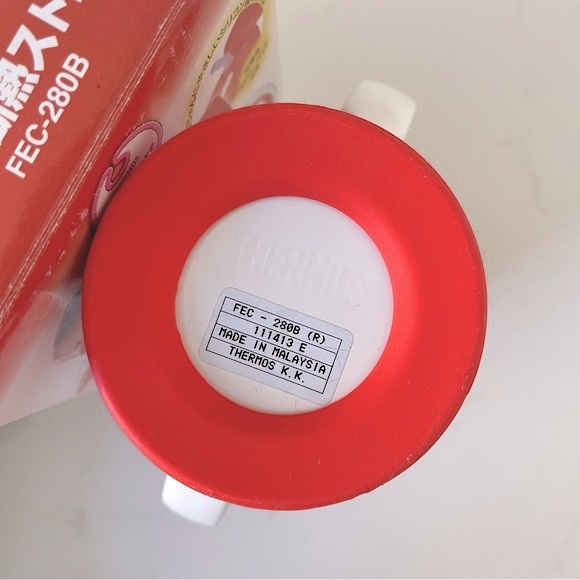 断熱スト
FEC-280B
THERMOS
FEC - 280B (R)
111413 E
MADE IN MALAYSIA
THERMOS K.K.